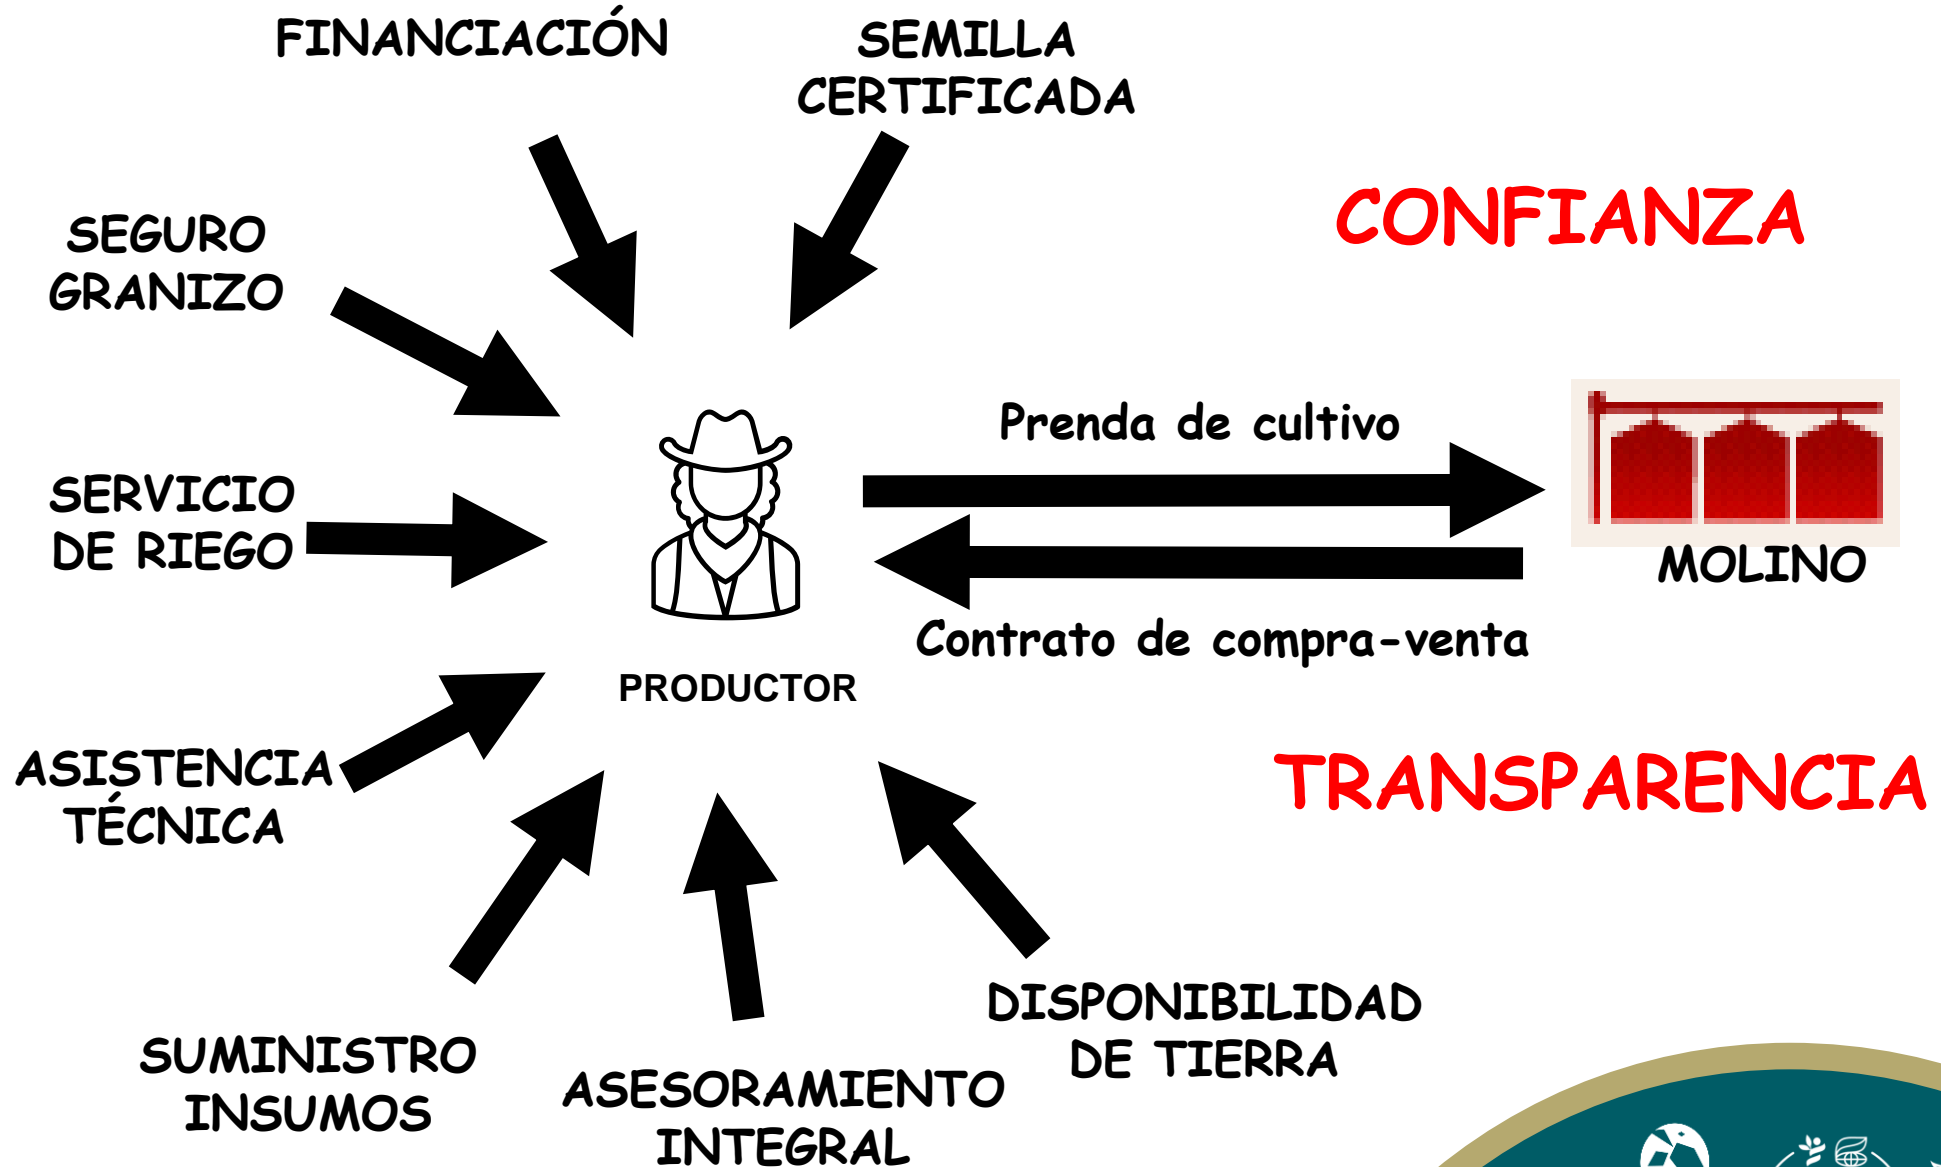 FINANCIACIÓN
SEMILLA
CERTIFICADA
CONFIANZA
SEGURO
GRANIZO
Prenda de cultivo
SERVICIO
DE RIEGO
MOLINO
Contrato de compra-venta
PRODUCTOR
ASISTENCIA
TÉCNICA
TRANSPARENCIA
DISPONIBILIDAD
DE TIERRA
SUMINISTRO
INSUMOS
ASESORAMIENTO
INTEGRAL